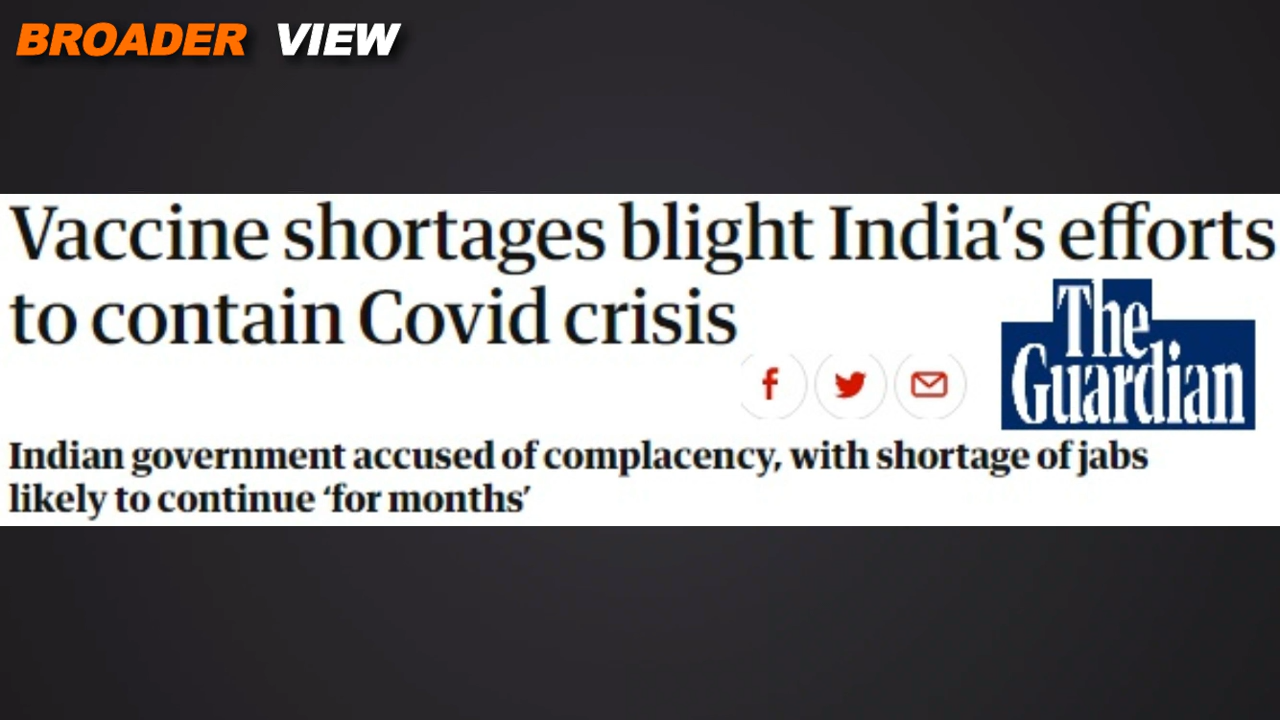 BROADER VIEW
Vaccine shortages blight India’s efforts
to contain Covid crisis
The
Guardian
Indian government accused of complacency, with shortage of jabs
likely to continue ‘for months’